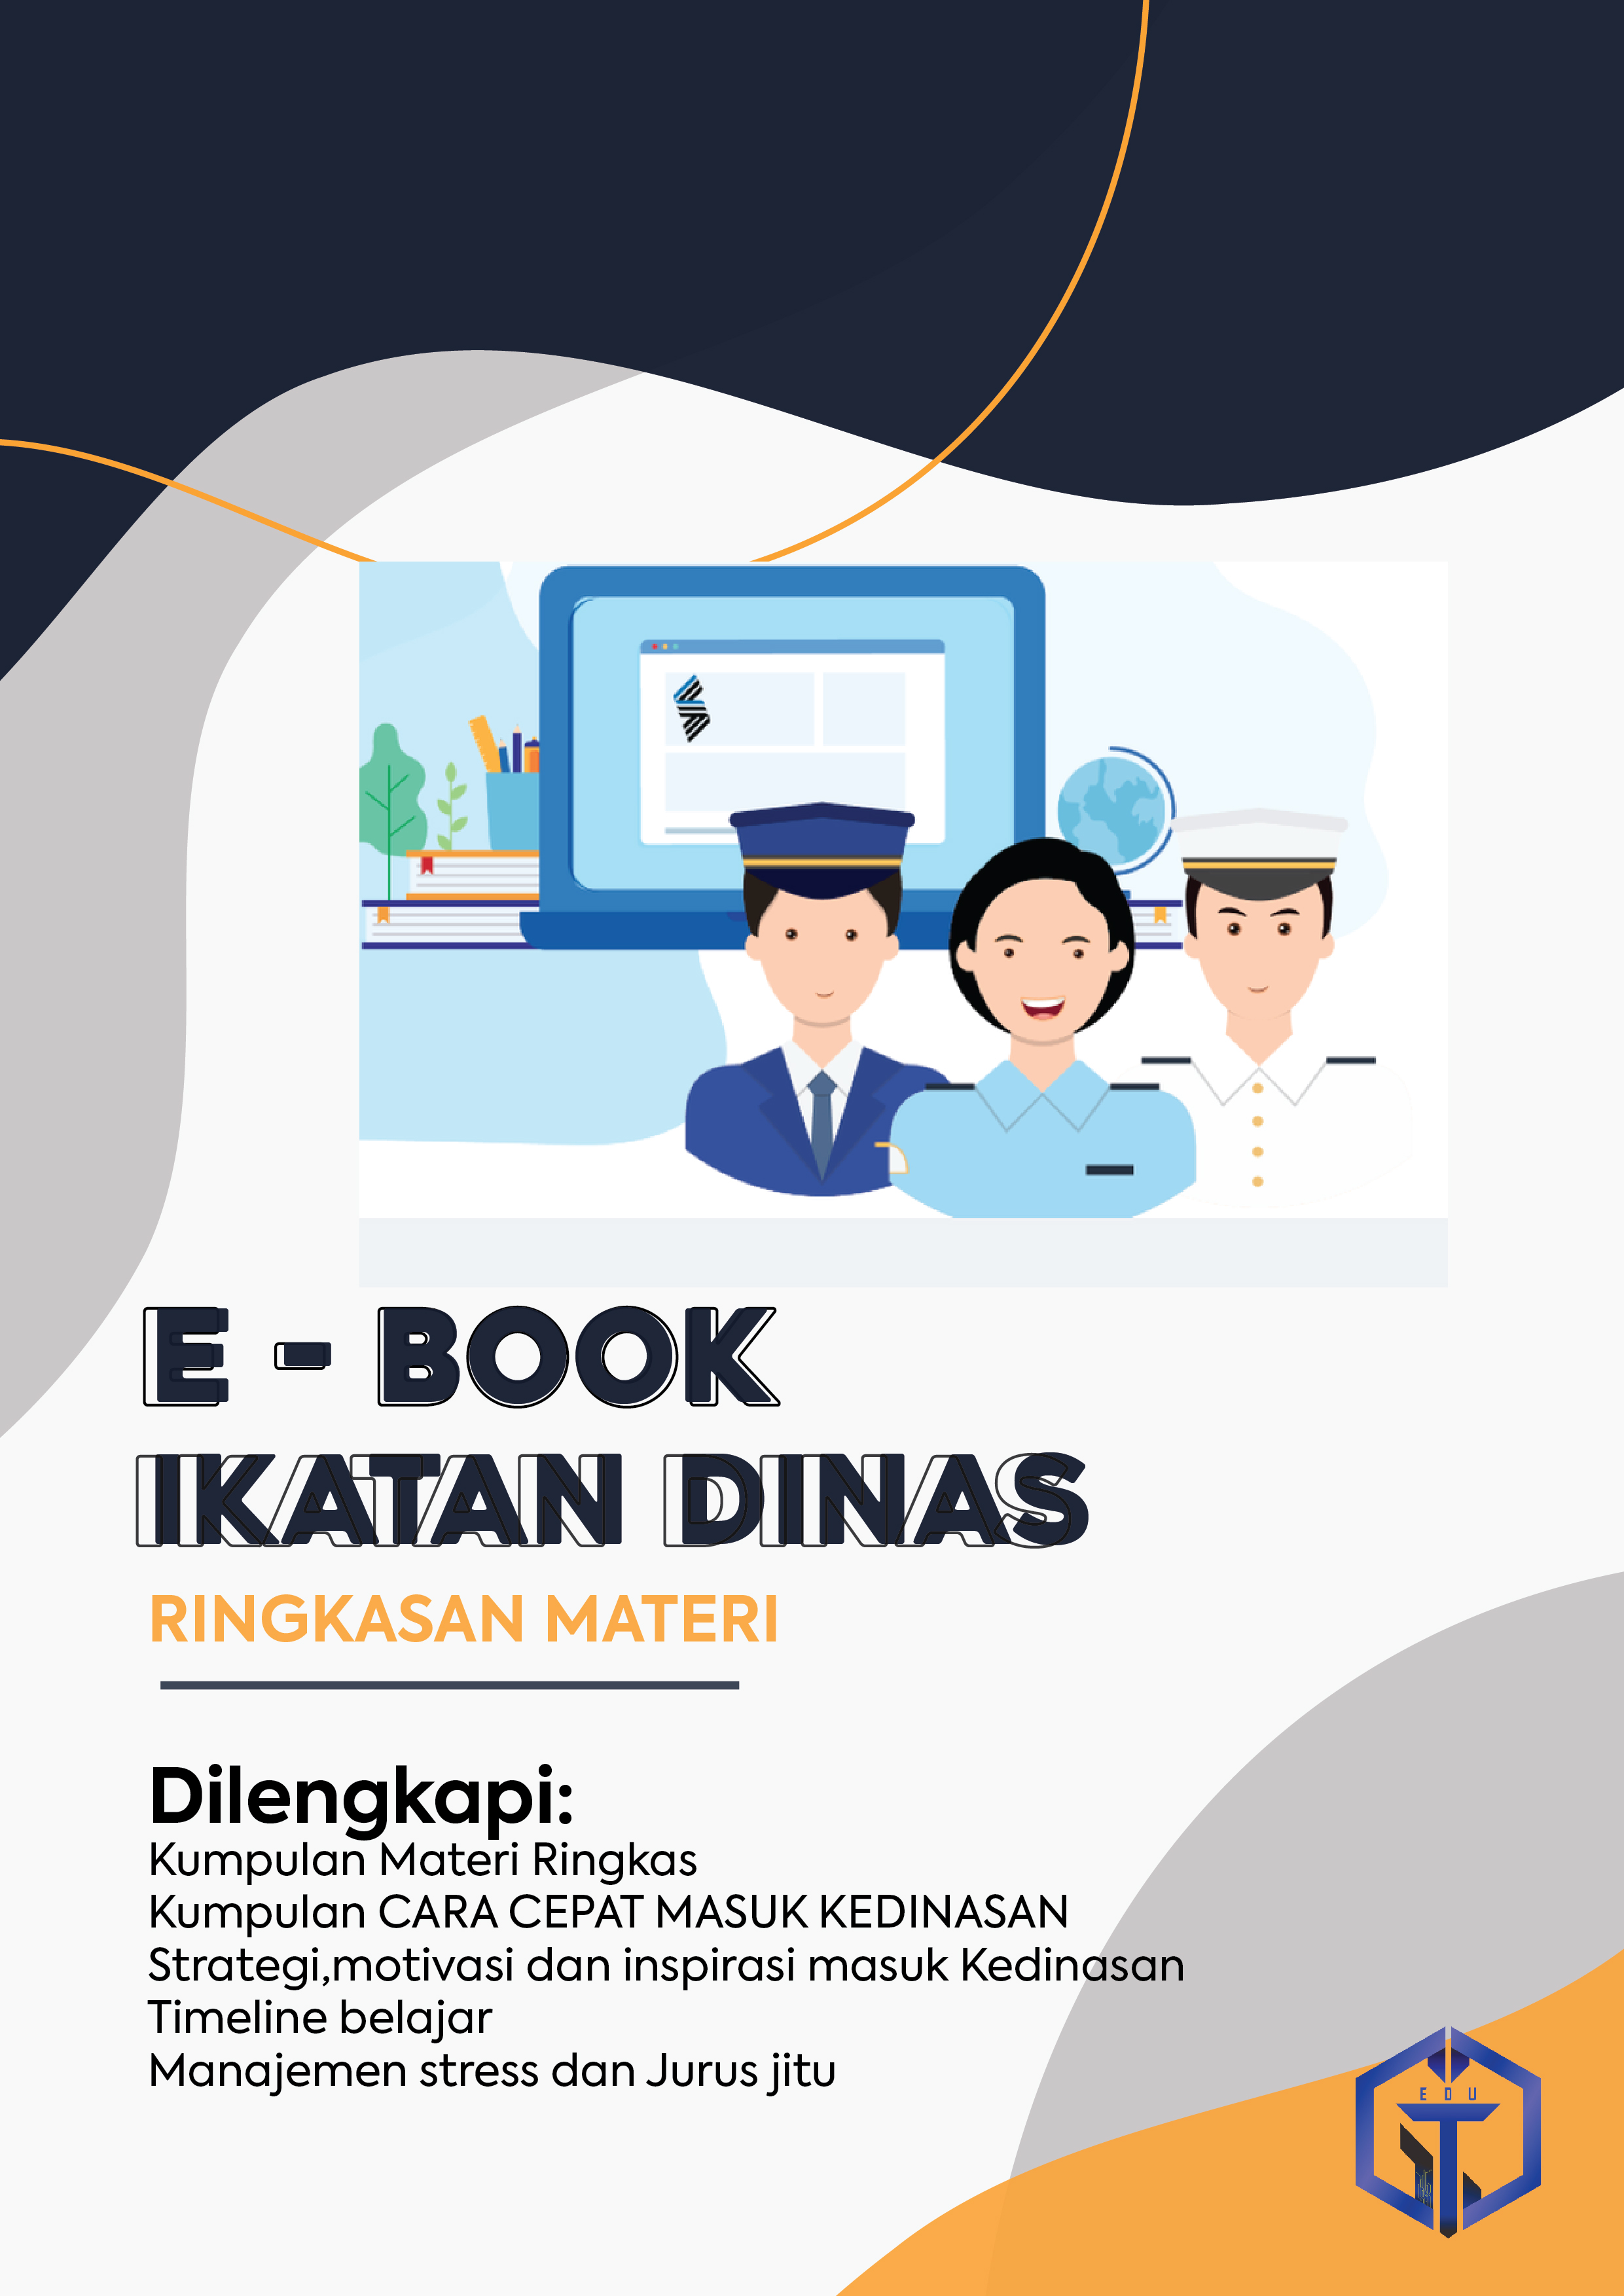 E - BOOK
IKATAN DINAS
RINGKASAN MATERI
Dilengkapi:
Kumpulan Materi Ringkas
Kumpulan CARA CEPAT MASUK KEDINASAN
Strategi,motivasi dan inspirasi masuk Kedinasan
Timeline belajar
Manajemen stress dan Jurus jitu
EDU